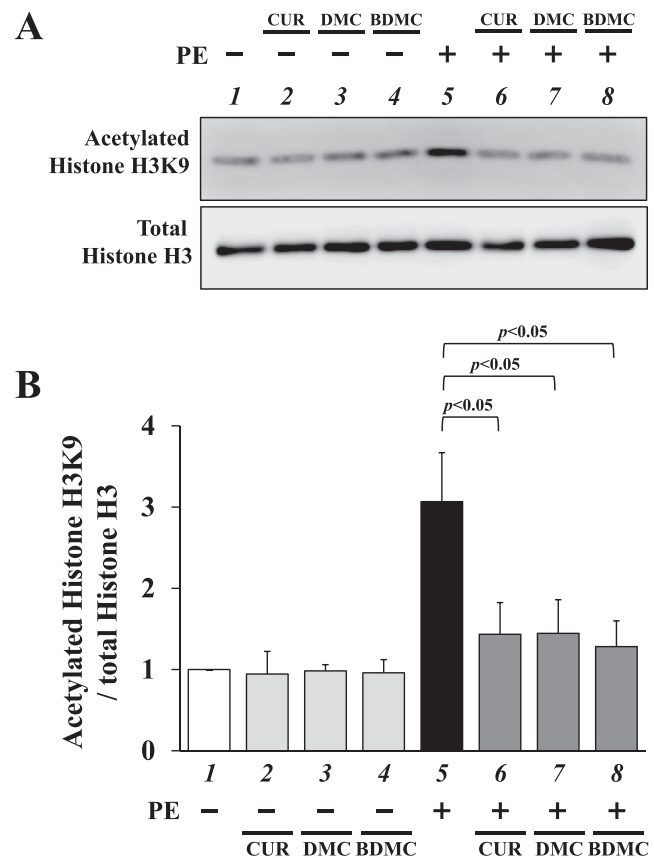 A
CUR DMC BDMC CUR DMC BDMC
PE − − − − + + + +
1 2 3 4 5 6 7 8
Acetylated
Histone H3K9
Total
Histone H3
B
p<0.05
p<0.05
p<0.05
Acetylated Histone H3K9
/ total Histone H3
4
3
2
1
0
1 2 3 4 5 6 7 8
PE − − − − + + + +
CUR DMC BDMC CUR DMC BDMC